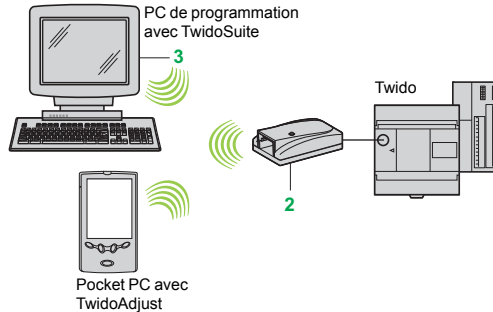 PC de programmation
avec TwidoSuite
3
Twido
2
Pocket PC avec
TwidoAdjust